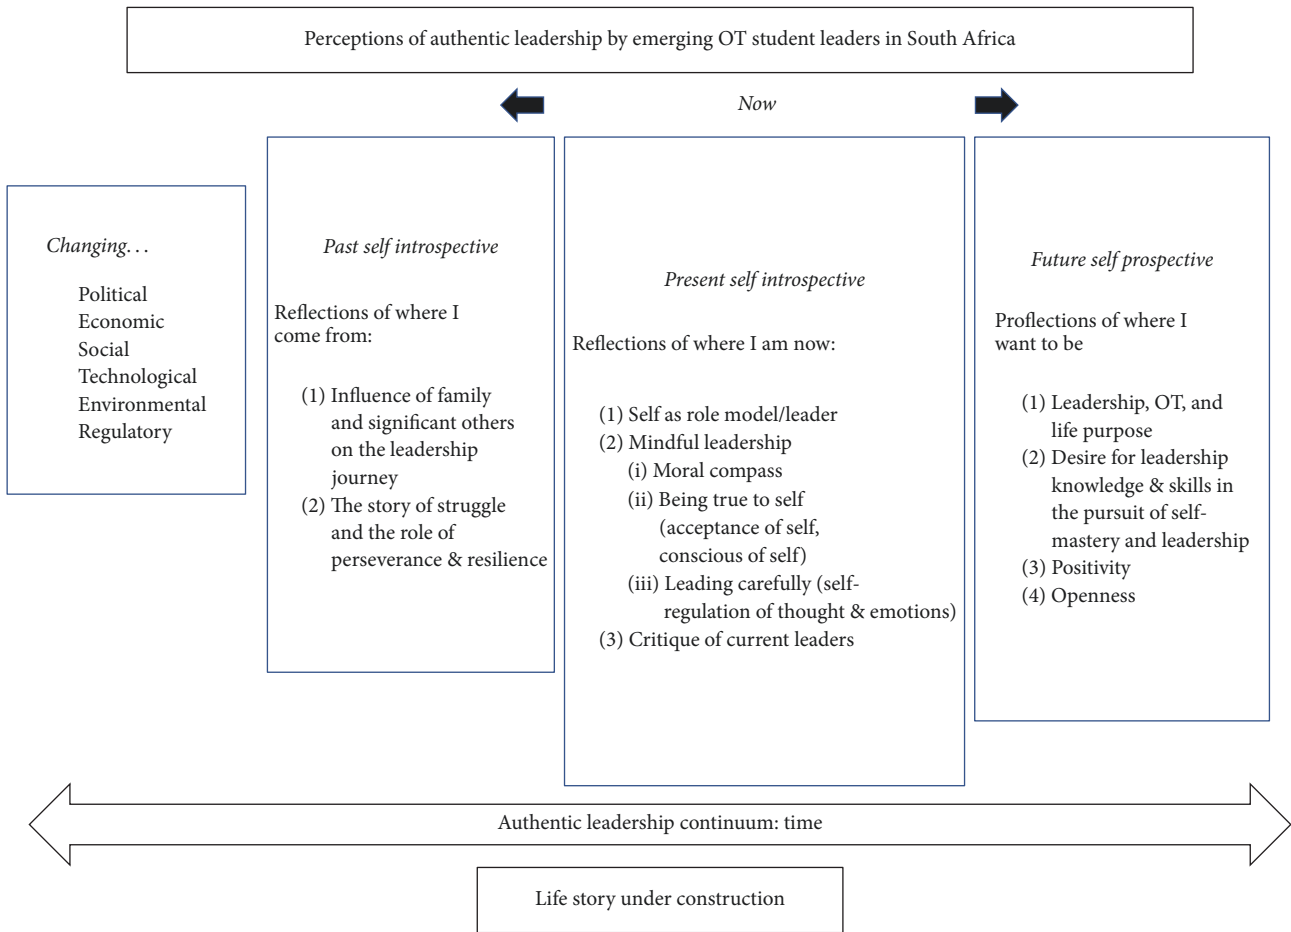 Perceptions of authentic leadership by emerging OT student leaders in South Africa
Now
Changing...
Political
Economic
Social
Technological
Environmental
Regulatory
Past self introspective
Reflections of where I
come from:
(1) Influence of family
and significant others
on the leadership
journey
(2) The story of struggle
and the role of
perseverance & resilience
Present self introspective
Reflections of where I am now:
(1) Self as role model/leader
(2) Mindful leadership
(i) Moral compass
(ii) Being true to self
(acceptance of self,
conscious of self)
(iii) Leading carefully (self-
regulation of thought & emotions)
(3) Critique of current leaders
Future self prospective
Proflections of where I
want to be
(1) Leadership, OT, and
life purpose
(2) Desire for leadership
knowledge & skills in
the pursuit of self-
mastery and leadership
(3) Positivity
(4) Openness
Authentic leadership continuum: time
Life story under construction